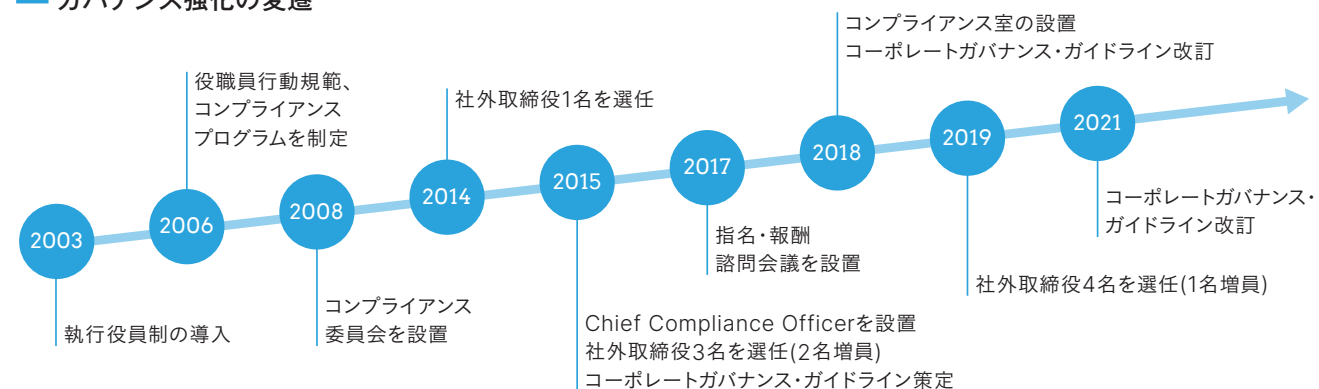 ガバナンス強化の変遷
2003
執行役員制の導入
2006
役職員行動規範、
コンプライアンス
プログラムを制定
2008
コンプライアンス
委員会を設置
2014
社外取締役1名を選任
2015
Chief Compliance Officerを設置
社外取締役3名を選任(2名増員)
コーポレートガバナンス・ガイドライン策定
2017
指名・報酬
諮問会議を設置
2018
コンプライアンス室の設置
コーポレートガバナンス・ガイドライン改訂
2019
社外取締役4名を選任(1名増員)
2021
コーポレートガバナンス・
ガイドライン改訂